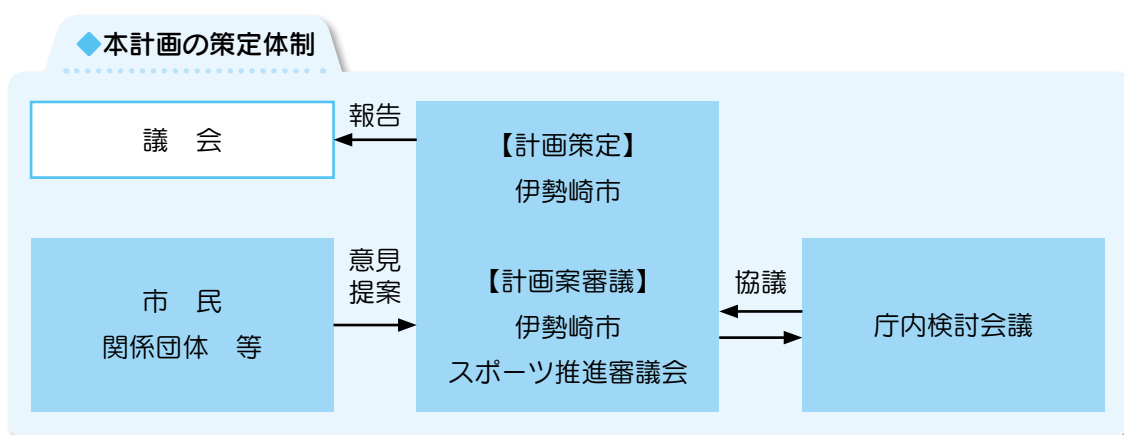 ◆本計画の策定体制
議　会
報告
【計画策定】
伊勢崎市
市　民
関係団体　等
意見
提案
【計画案審議】
伊勢崎市
スポーツ推進審議会
協議
庁内検討会議